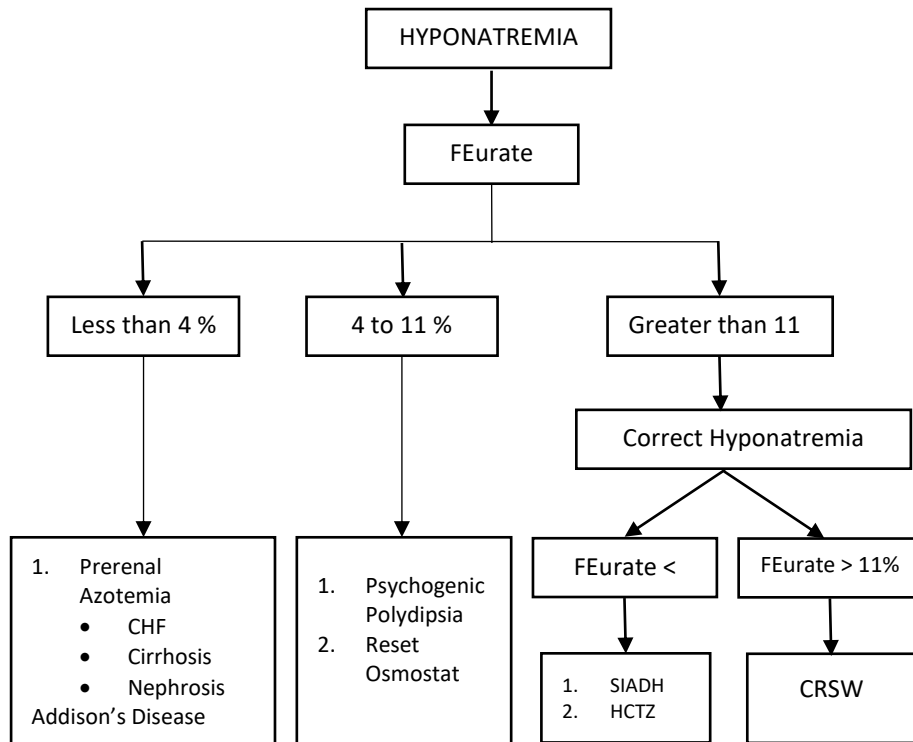 HYPONATREMIA
FEurate
Less than 4 %
4 to 11 %
Greater than 11
Correct Hyponatremia
1. Prerenal
Azotemia
• CHF
• Cirrhosis
• Nephrosis
Addison's Disease
1. Psychogenic
Polydipsia
2. Reset
Osmostat
FEurate <
FEurate > 11%
1. SIADH
2. HCTZ
CRSW